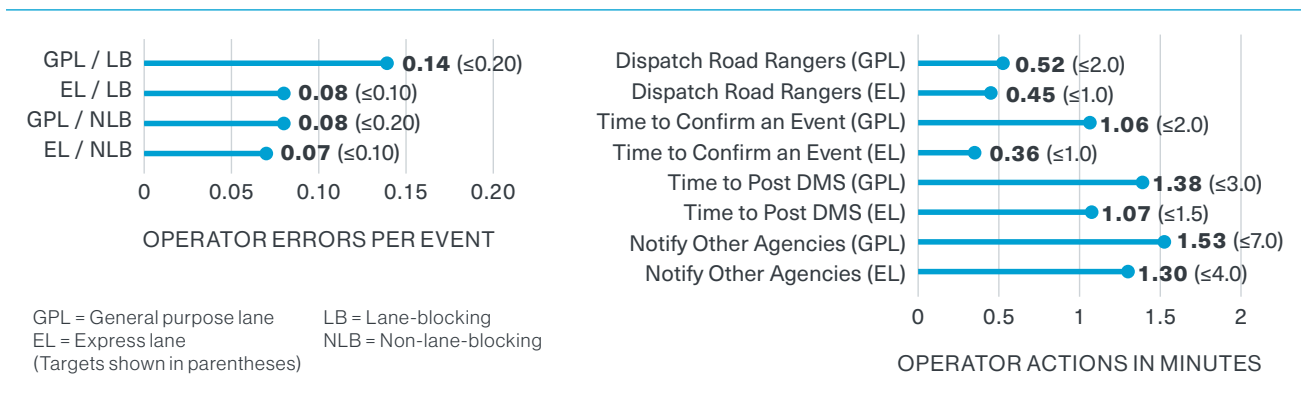 GPL / LB 0.14 (≤0.20)
EL / LB 0.08 (≤0.10)
GPL / NLB 0.08 (≤0.20)
EL / NLB 0.07 (≤0.10)
0 0.05 0.10 0.15 0.20
OPERATOR ERRORS PER EVENT
GPL = General purpose lane LB = Lane-blocking
EL = Express lane NLB = Non-lane-blocking
(Targets shown in parentheses)
Dispatch Road Rangers (GPL) 0.52 (≤2.0)
Dispatch Road Rangers (EL) 0.45 (≤1.0)
Time to Confirm an Event (GPL) 1.06 (≤2.0)
Time to Confirm an Event (EL) 0.36 (≤1.0)
Time to Post DMS (GPL) 1.38 (≤3.0)
Time to Post DMS (EL) 1.07 (≤1.5)
Notify Other Agencies (GPL) 1.53 (≤7.0)
Notify Other Agencies (EL) 1.30 (≤4.0)
0 0.5 1 1.5 2
OPERATOR ACTIONS IN MINUTES